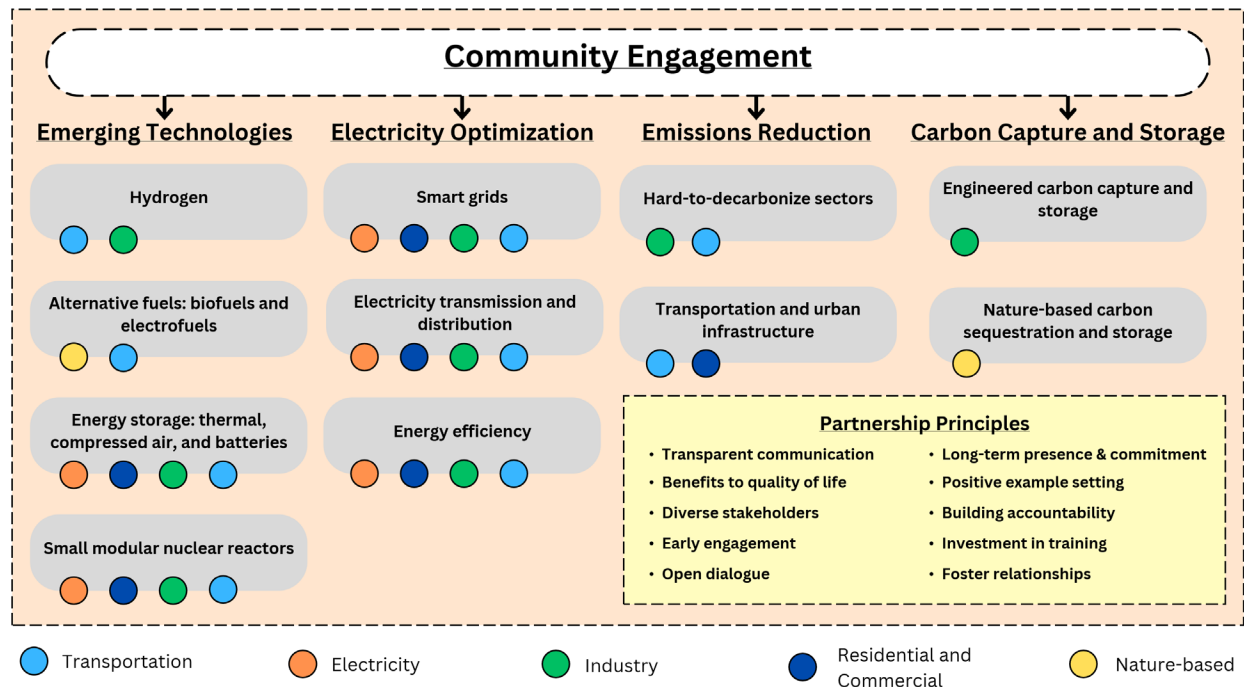 Community Engagement
Emerging Technologies
Hydrogen
Alternative fuels: biofuels and
electrofuels
Energy storage: thermal,
compressed air, and batteries
Small modular nuclear reactors
Electricity Optimization
Smart grids
Electricity transmission and
distribution
Energy efficiency
Emissions Reduction
Hard-to-decarbonize sectors
Transportation and urban
infrastructure
Carbon Capture and Storage
Engineered carbon capture and
storage
Nature-based carbon
sequestration and storage
Partnership Principles
• Transparent communication
• Benefits to quality of life
• Diverse stakeholders
• Early engagement
• Open dialogue
• Long-term presence & commitment
• Positive example setting
• Building accountability
• Investment in training
• Foster relationships
Transportation
Electricity
Industry
Residential and
Commercial
Nature-based